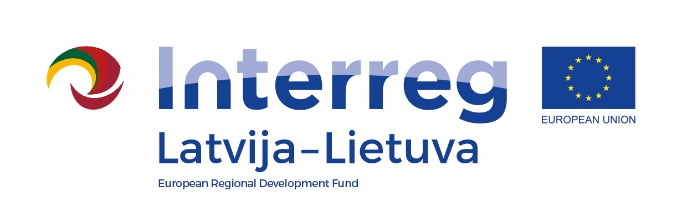 Interreg
EUROPEAN UNION
Latvija–Lietuva
European Regional Development Fund